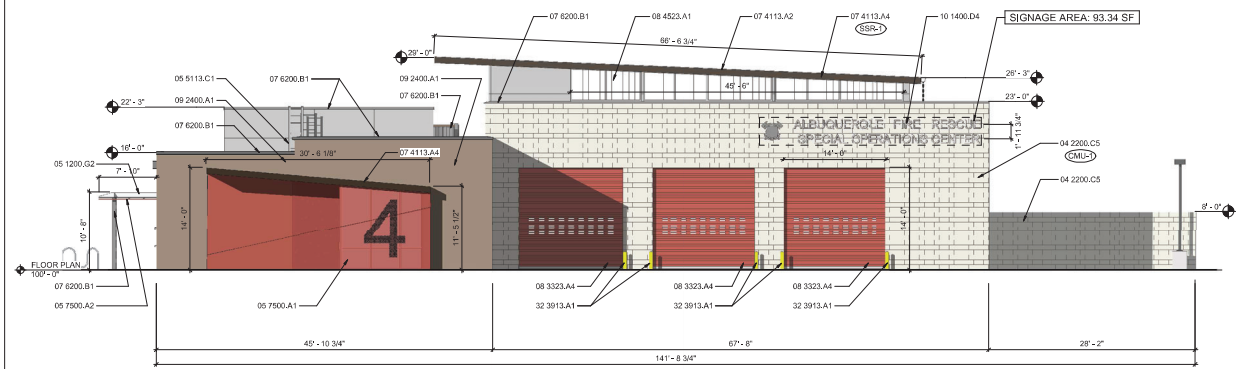 07 6200.B1
08 4523.A1
07 4113.A2
07 4113.A4
SSR-1
10 1400.D4
SIGNAGE AREA: 93.34 SF
66' - 6 3/4"
29' - 0"
26' - 3"
05 5113.C1
07 6200.B1
09 2400.A1
09 2400.A1
07 6200.B1
45' - 6"
23' - 0"
22' - 3"
07 6200.B1
1' - 11 3/4"
ALBUQUERQUE FIRE RESCUE
SPECIAL OPERATIONS CENTER
04 2200.C5
CMU-1
16' - 0"
30' - 6 1/8"
07 4113.A4
14' - 0"
05 1200.G2
7' - 10"
04 2200.C5
10' - 8"
14' - 0"
4
11' - 5 1/2"
14' - 0"
8' - 0"
FLOOR PLAN
100' - 0"
07 6200.B1
05 7500.A2
05 7500.A1
08 3323.A4
32 3913.A1
08 3323.A4
32 3913.A1
08 3323.A4
32 3913.A1
45' - 10 3/4"
67' - 8"
28' - 2"
141' - 8 3/4"